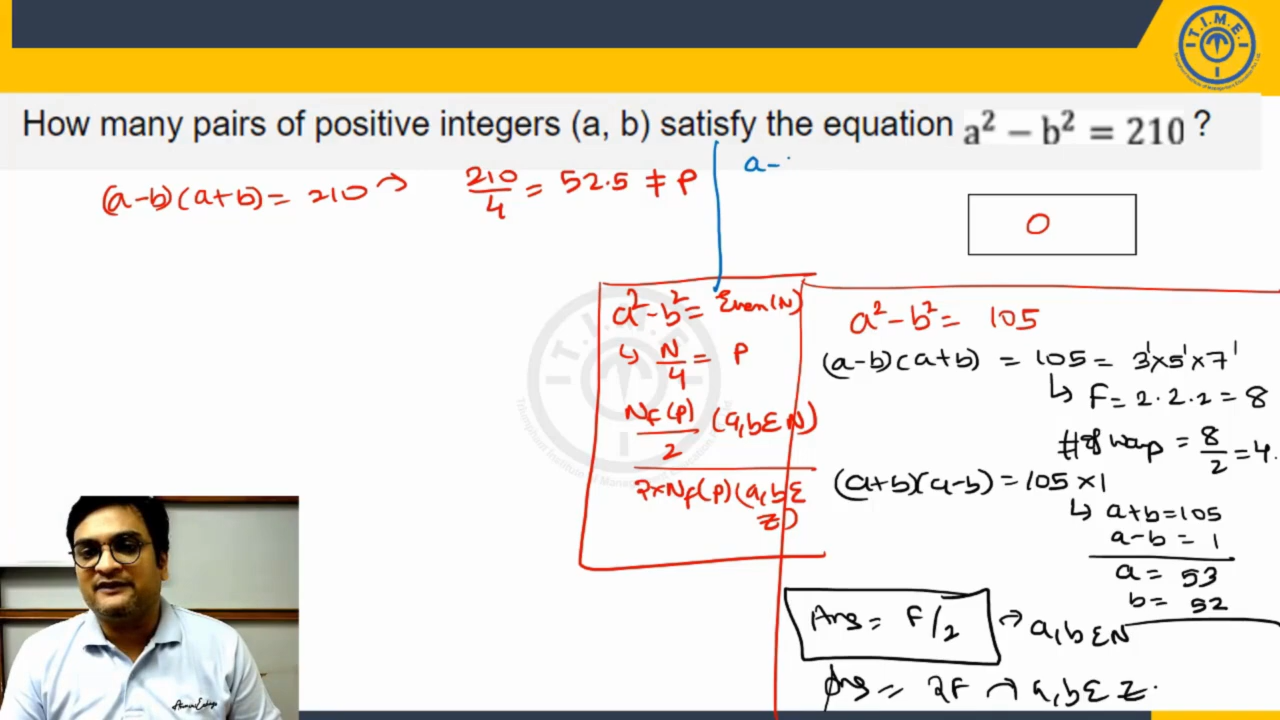 T.I.M.E.
How many pairs of positive integers (a, b) satisfy the equation a² − b² = 210 ?
(a-b)(a+b) = 210 → 210/4 = 52.5 ≠ P
a-
0
a²-b² = Even(N)
↳ N/4 = P
NF(P)/2 (a,b∈N)
2×NF(P)(a,b∈
Z)
a²-b² = 105
(a-b)(a+b) = 105 = 3¹×5¹×7¹
↳ F = 2.2.2 = 8
# of ways = 8/2 = 4.
(a+b)(a-b) = 105×1
↳ a+b = 105
a-b = 1
a = 53
b = 52
Ans = F/2 → a,b∈N
Ans = 2F → a,b∈Z.